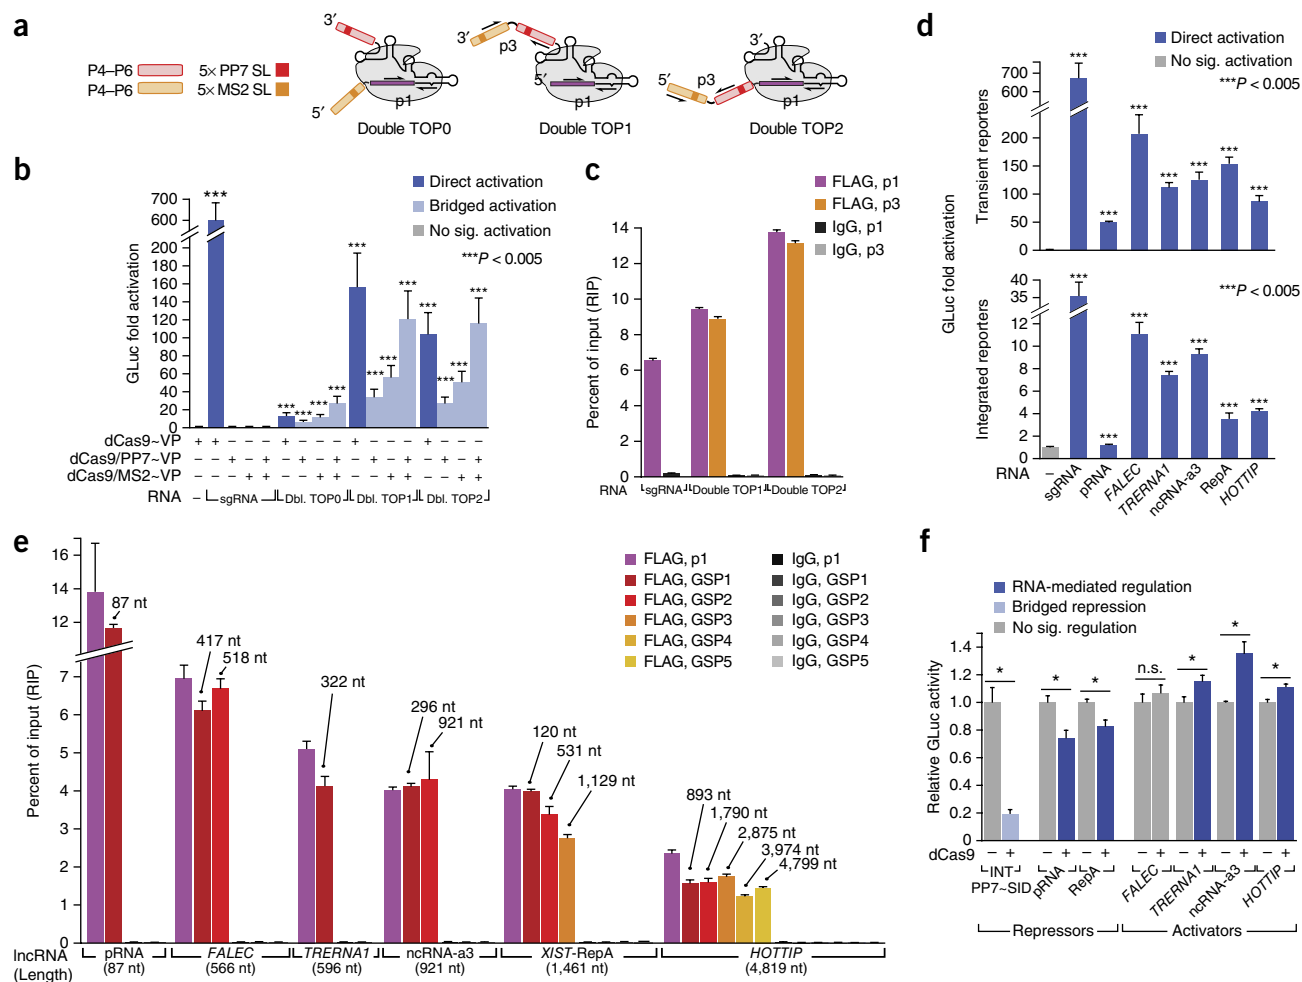 a
P4–P6 5× PP7 SL
P4–P6 5× MS2 SL
3′
5′
p1
Double TOP0
3′
p3
5′
p1
Double TOP1
p3
3′
5′
p1
Double TOP2
b
Direct activation
Bridged activation
No sig. activation
***P < 0.005
GLuc fold activation
700
600
200
180
160
140
120
100
80
60
40
20
0
*** *** *** *** *** *** *** *** *** *** *** *** ***
dCas9~VP + + – – – + – – – + – – – + – – –
dCas9/PP7~VP – – + – + – + – + – + – + – + – +
dCas9/MS2~VP – – – + + – – + + – – + + – – + +
RNA – sgRNA Dbl. TOP0 Dbl. TOP1 Dbl. TOP2
c
FLAG, p1
FLAG, p3
IgG, p1
IgG, p3
Percent of input (RIP)
14
12
10
8
6
4
2
0
RNA sgRNA Double TOP1 Double TOP2
d
Direct activation
No sig. activation
***P < 0.005
GLuc fold activation
Transient reporters
700
600
200
150
100
50
0
*** *** *** *** *** *** ***
Integrated reporters
***P < 0.005
40
35
12
10
8
6
4
2
0
*** *** *** *** *** *** ***
RNA – sgRNA pRNA FALEC TRERNA1 ncRNA-a3 RepA HOTTIP
e
Percent of input (RIP)
16
14
12
7
6
5
4
3
2
1
0
FLAG, p1 IgG, p1
FLAG, GSP1 IgG, GSP1
FLAG, GSP2 IgG, GSP2
FLAG, GSP3 IgG, GSP3
FLAG, GSP4 IgG, GSP4
FLAG, GSP5 IgG, GSP5
87 nt
417 nt
518 nt
322 nt
296 nt
921 nt
120 nt
531 nt
1,129 nt
893 nt
1,790 nt
2,875 nt
3,974 nt
4,799 nt
lncRNA pRNA FALEC TRERNA1 ncRNA-a3 XIST-RepA HOTTIP
(Length) (87 nt) (566 nt) (596 nt) (921 nt) (1,461 nt) (4,819 nt)
f
RNA-mediated regulation
Bridged repression
No sig. regulation
Relative GLuc activity
1.4
1.2
1.0
0.8
0.6
0.4
0.2
0
* * * n.s. * * *
dCas9 – + – + – + – + – + – + – +
INT
PP7~SID
pRNA RepA FALEC TRERNA1 ncRNA-a3 HOTTIP
Repressors Activators